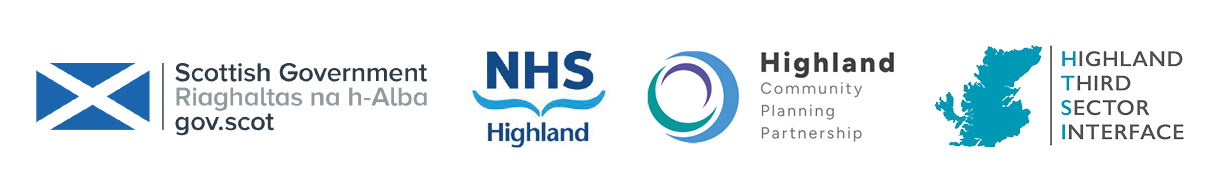 Scottish Government
Riaghaltas na h-Alba
gov.scot
NHS
Highland
Highland
Community
Planning
Partnership
HIGHLAND
THIRD
SECTOR
INTERFACE